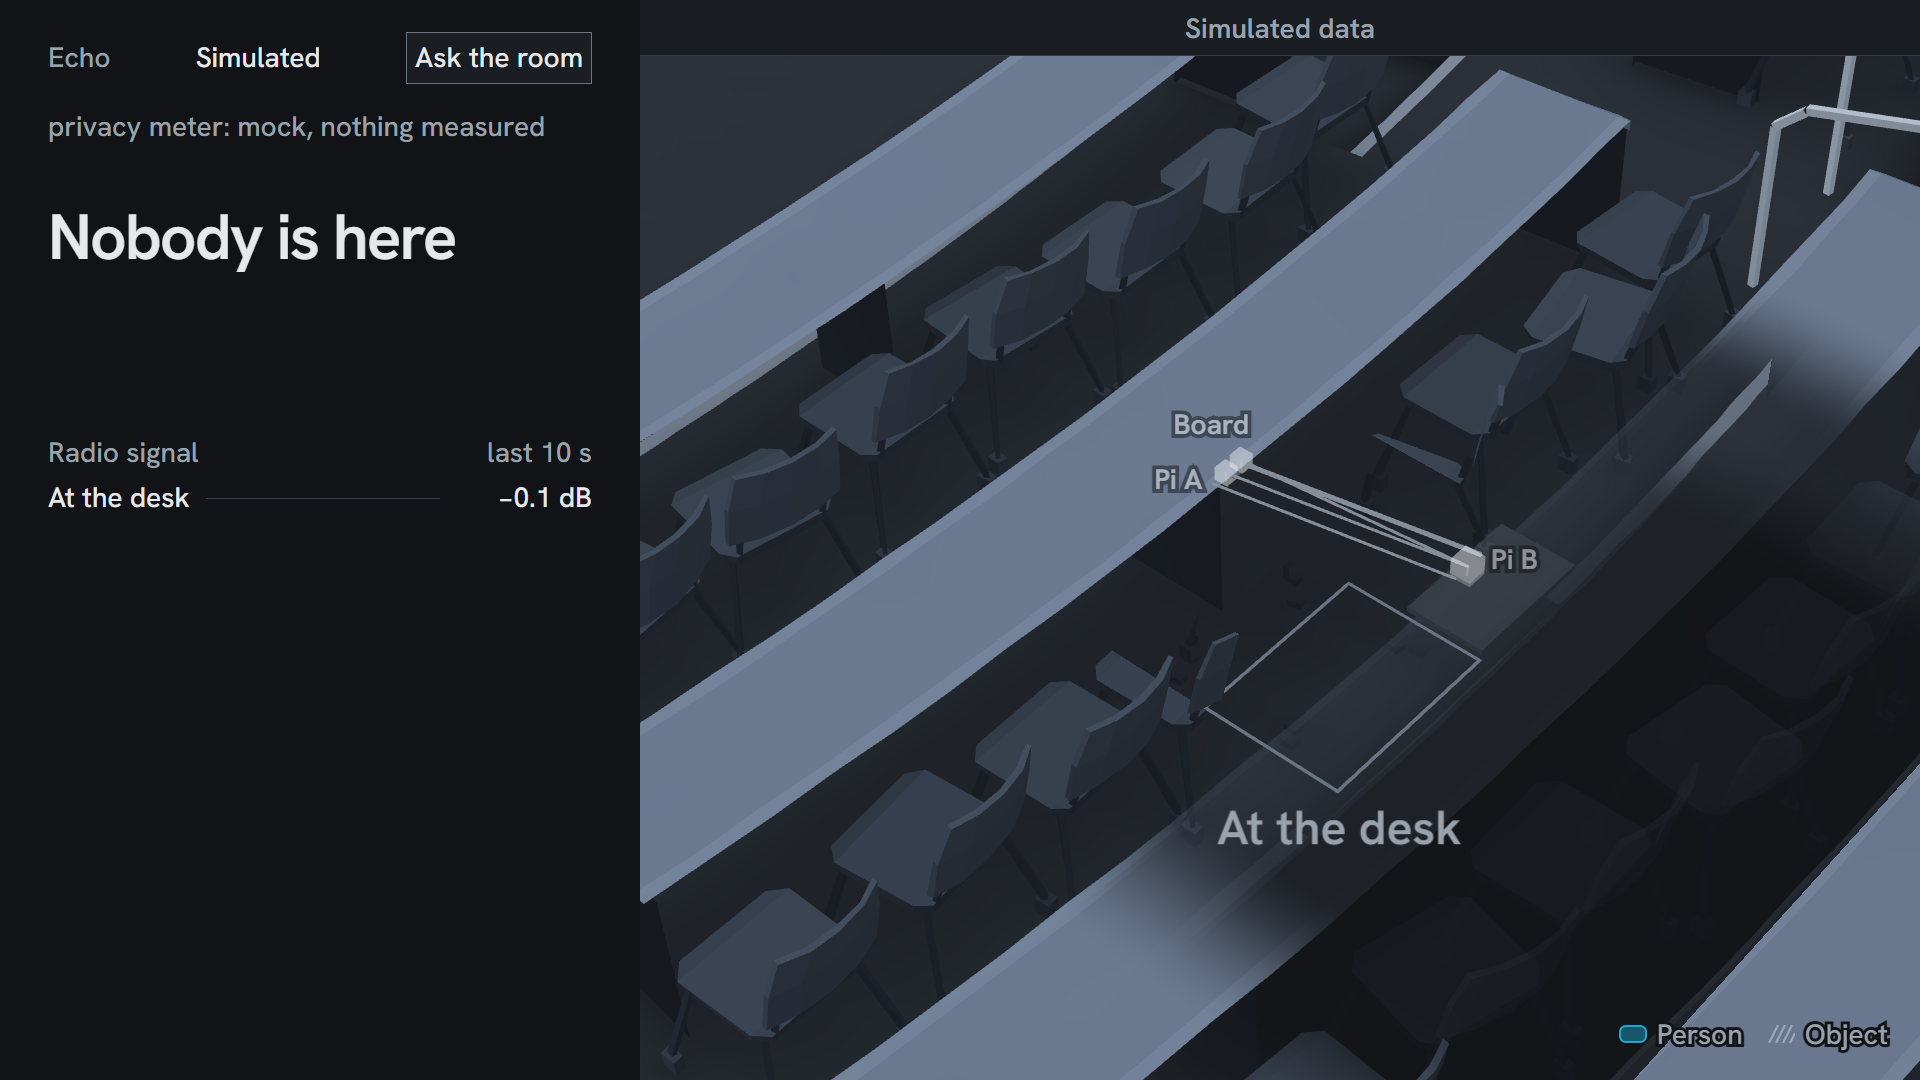 Echo
Simulated
Ask the room
privacy meter: mock, nothing measured
Nobody is here
Radio signal
last 10 s
At the desk
−0.1 dB
Simulated data
Board
Pi A
Pi B
At the desk
Person
Object